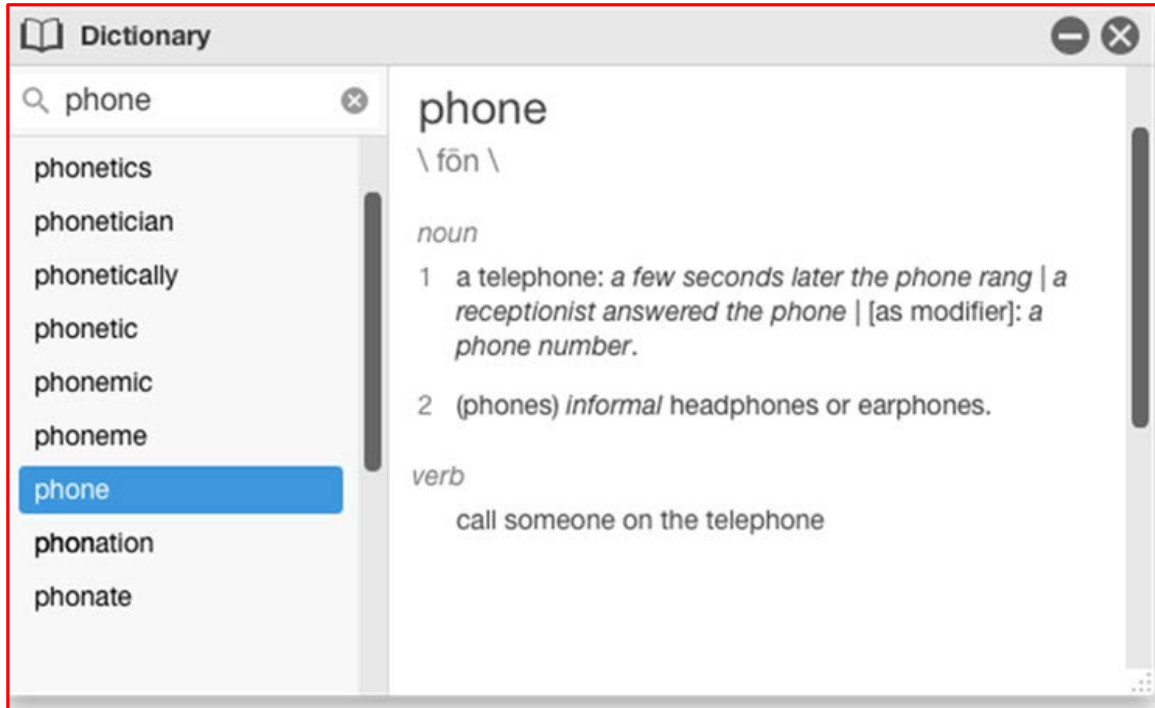 Dictionary
phone
phonetics
phonetician
phonetically
phonetic
phonemic
phoneme
phone
phonation
phonate
phone
\ fōn \
noun
1 a telephone: a few seconds later the phone rang | a
receptionist answered the phone | [as modifier]: a
phone number.
2 (phones) informal headphones or earphones.
verb
call someone on the telephone